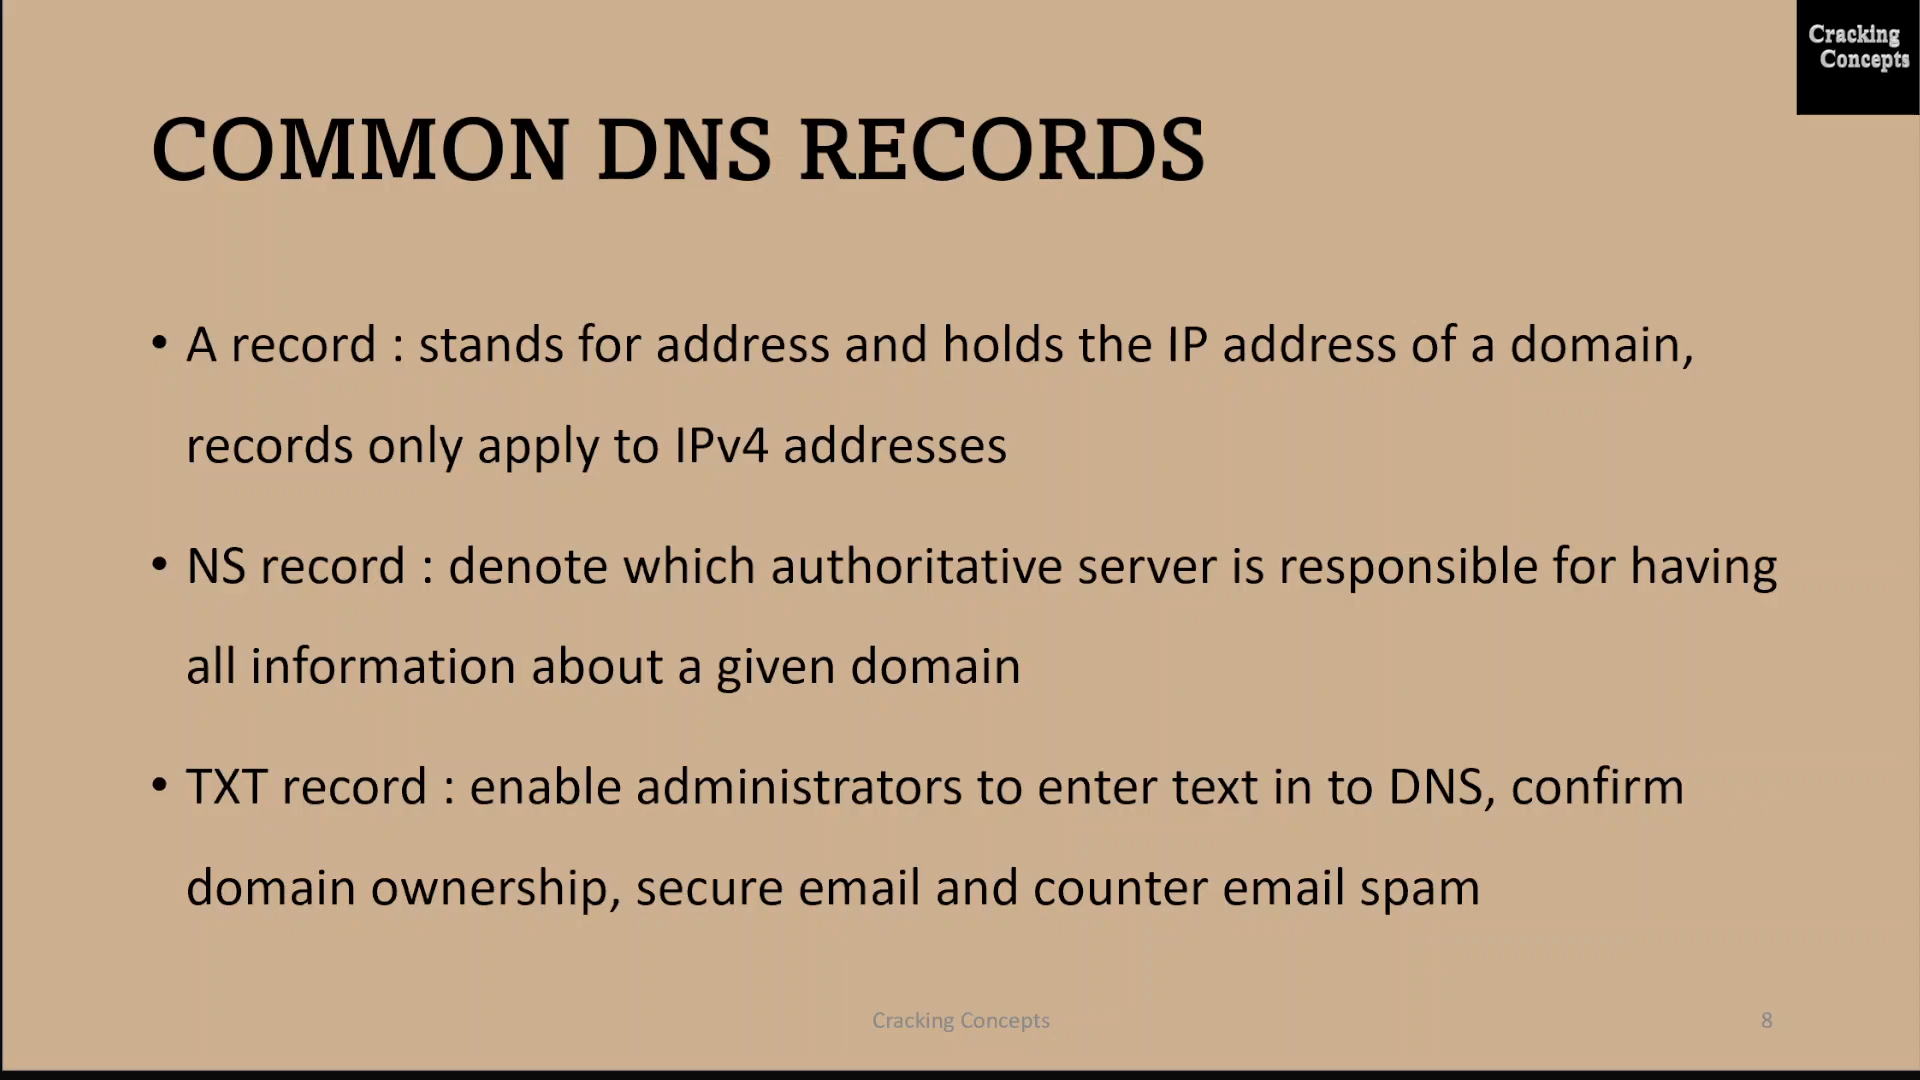 Cracking
Concepts
COMMON DNS RECORDS
• A record : stands for address and holds the IP address of a domain,
records only apply to IPv4 addresses
• NS record : denote which authoritative server is responsible for having
all information about a given domain
• TXT record : enable administrators to enter text in to DNS, confirm
domain ownership, secure email and counter email spam
Cracking Concepts
8